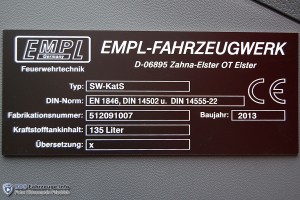 EMPL
Germany
Feuerwehrtechnik
EMPL-FAHRZEUGWERK
D-06895 Zahna-Elster OT Elster
Typ: SW-KatS
DIN-Norm: EN 1846, DIN 14502 u. DIN 14555-22
Fabrikationsnummer: 512091007 Baujahr: 2013
Kraftstofftankinhalt: 135 Liter
Übersetzung: x
CE